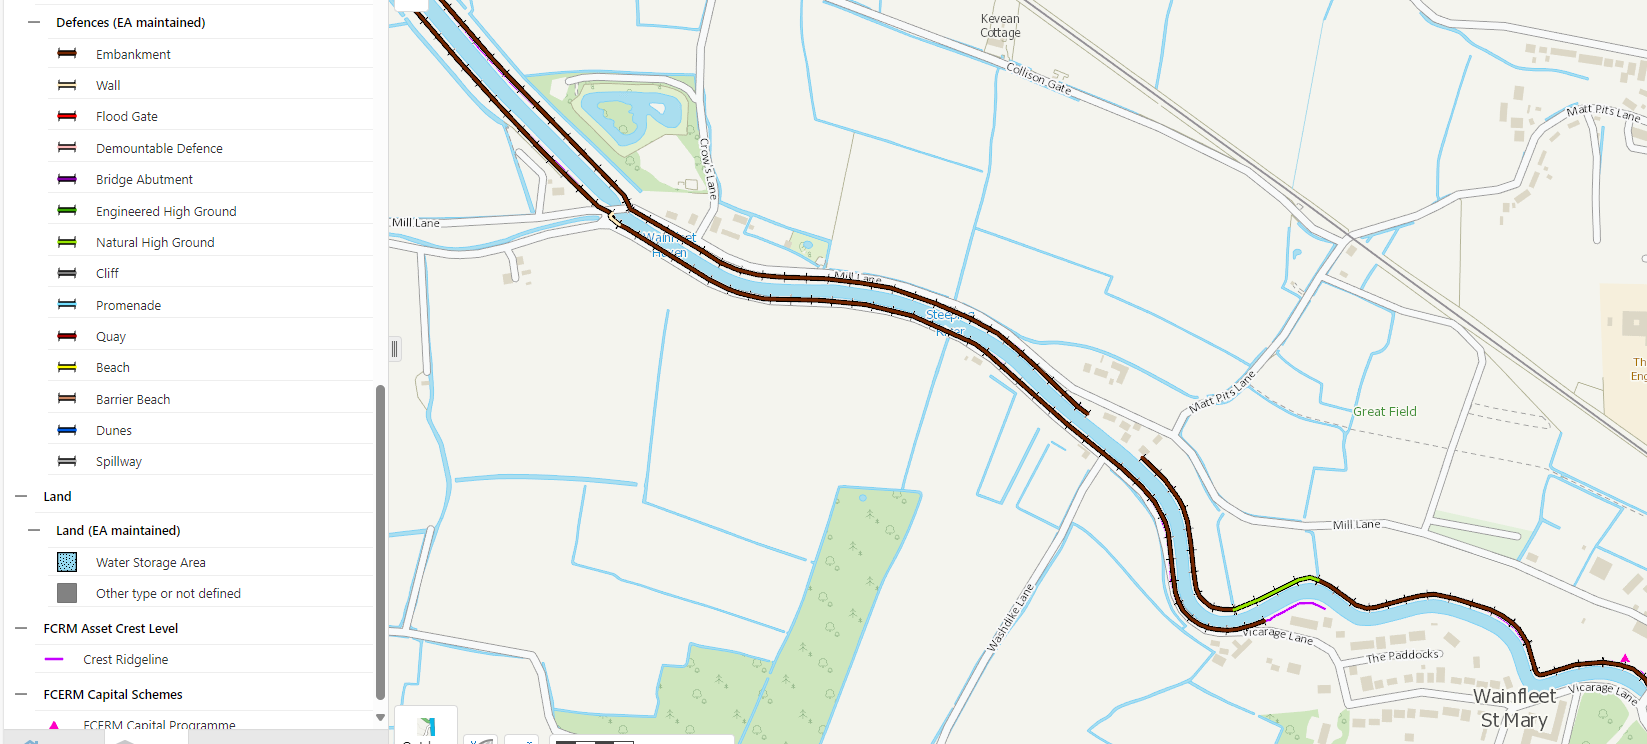 Defences (EA maintained)
Embankment
Wall
Flood Gate
Demountable Defence
Bridge Abutment
Engineered High Ground
Natural High Ground
Cliff
Promenade
Quay
Beach
Barrier Beach
Dunes
Spillway
Land
Land (EA maintained)
Water Storage Area
Other type or not defined
FCRM Asset Crest Level
Crest Ridgeline
FCERM Capital Schemes
FCERM Capital Programme
Kevean
Cottage
Collison Gate
Matt Pits Lane
Crow's Lane
Mill Lane
Wainfleet
Haven
Mill Lane
Steeping
River
Matt Pits Lane
Great Field
Mill Lane
Washdike Lane
Vicarage Lane
The Paddocks
Wainfleet
St Mary
Vicarage Lane